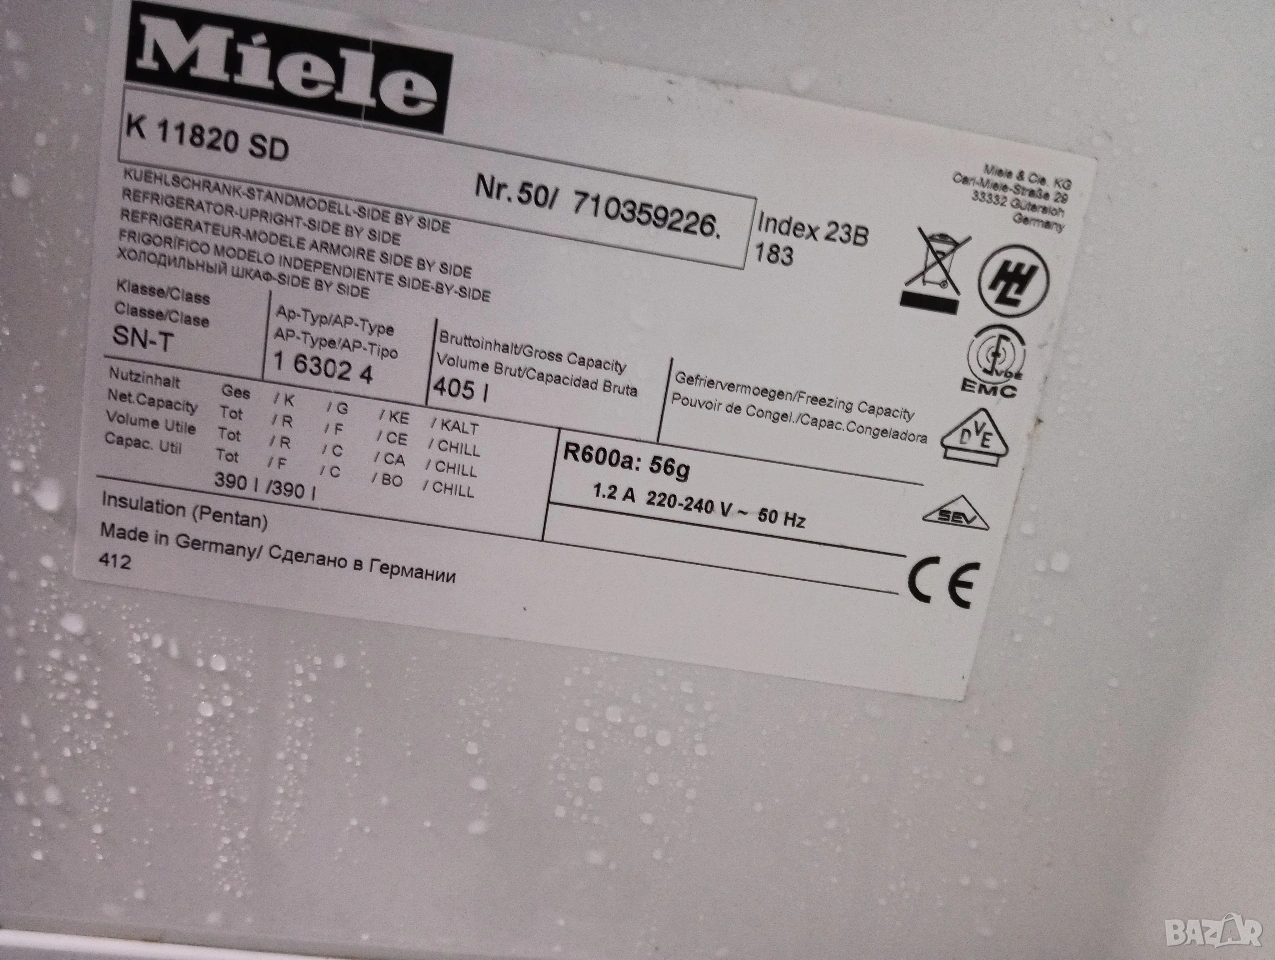 Miele
K 11820 SD
Nr.50/ 710359226.
Index 23B
183
Miele & Cie. KG
Carl-Miele-Straße 29
33332 Gütersloh
Germany
KUEHLSCHRANK-STANDMODELL-SIDE BY SIDE
REFRIGERATOR-UPRIGHT-SIDE BY SIDE
REFRIGERATEUR-MODELE ARMOIRE SIDE BY SIDE
FRIGORÍFICO MODELO INDEPENDIENTE SIDE-BY-SIDE
ХОЛОДИЛЬНЫЙ ШКАФ-SIDE BY SIDE
Klasse/Class
Classe/Clase
SN-T
Ap-Typ/AP-Type
AP-Type/AP-Tipo
1 6302 4
Bruttoinhalt/Gross Capacity
Volume Brut/Capacidad Bruta
405 l
Gefriervermoegen/Freezing Capacity
Pouvoir de Congel./Capac.Congeladora
Nutzinhalt Ges / K / G / KE / KALT
Net.Capacity Tot / R / F / CE / CHILL
Volume Utile Tot / R / C / CA / CHILL
Capac. Util Tot / F / C / BO / CHILL
390 l /390 l
R600a: 56g
1.2 A 220-240 V ~ 50 Hz
Insulation (Pentan)
Made in Germany/ Сделано в Германии
412
VDE
EMC
DVE
SEV
CE
BAZAR